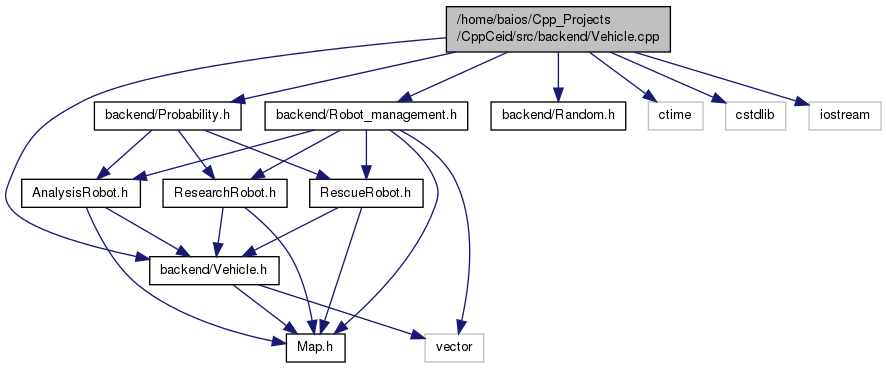 /home/baios/Cpp_Projects
/CppCeid/src/backend/Vehicle.cpp
backend/Probability.h
backend/Robot_management.h
backend/Random.h
ctime
cstdlib
iostream
AnalysisRobot.h
ResearchRobot.h
RescueRobot.h
backend/Vehicle.h
Map.h
vector